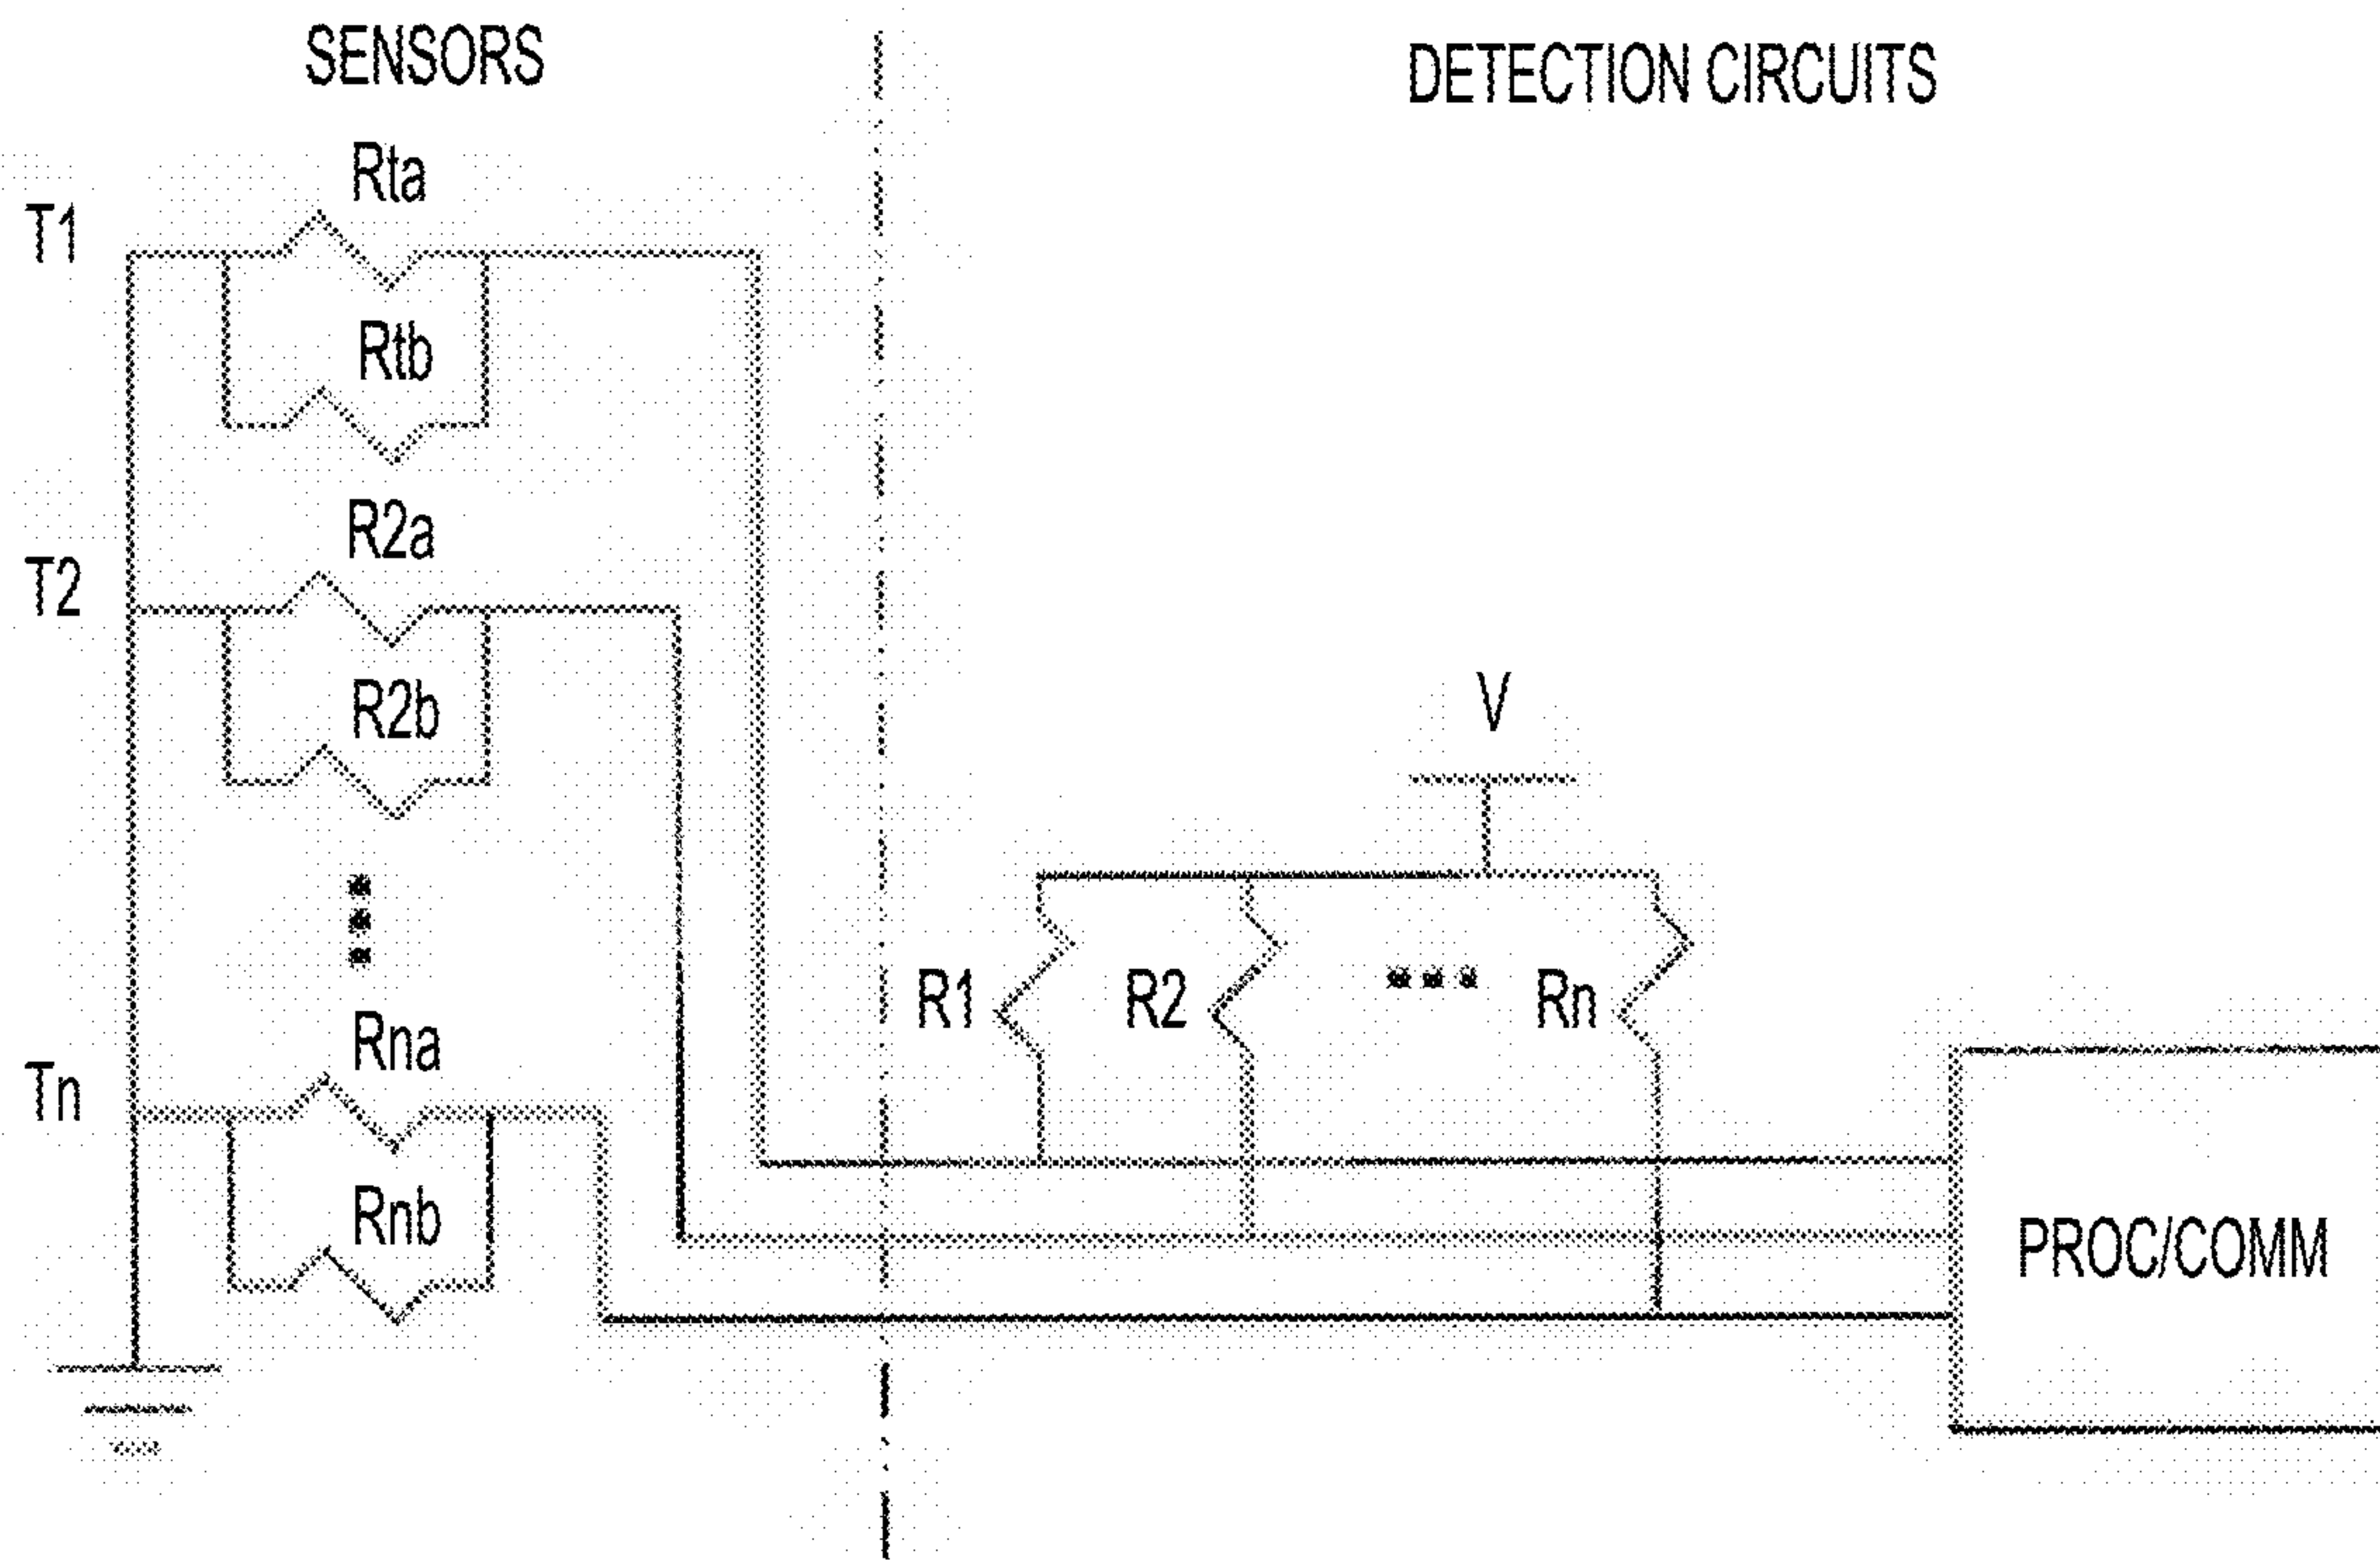 SENSORS
DETECTION CIRCUITS
Rta
T1
Rtb
R2a
T2
R2b
V
R1
R2
Rn
Rna
Tn
Rnb
PROC/COMM